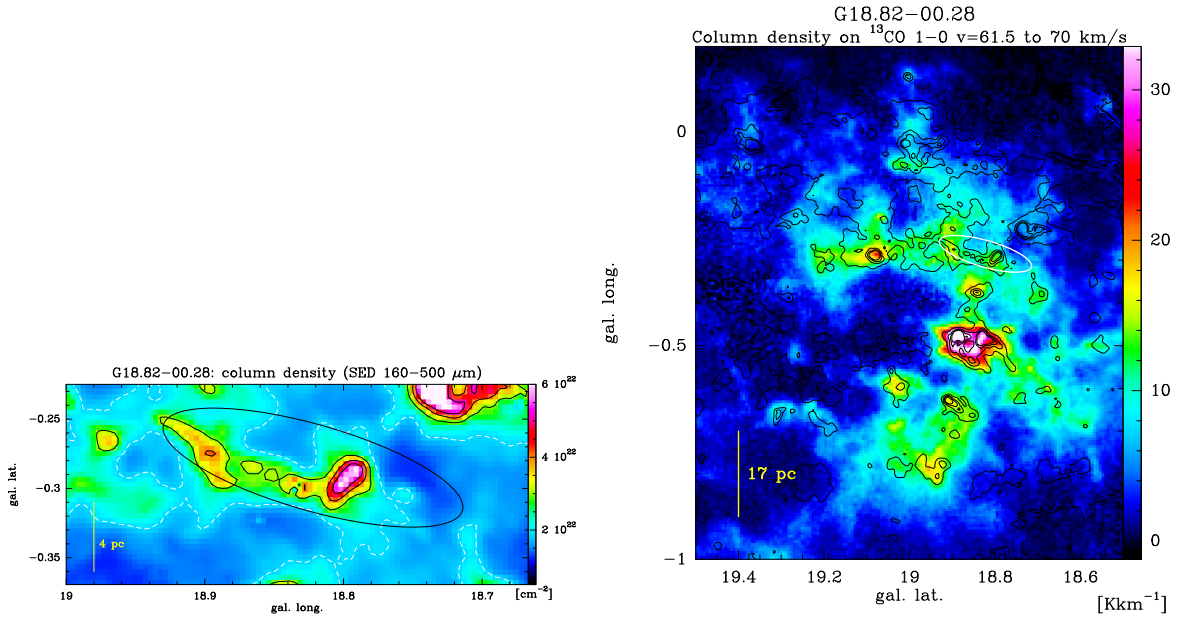 G18.82−00.28: column density (SED 160−500 μm)
6 10²²
4 10²²
2 10²²
[cm⁻²]
−0.25
−0.3
−0.35
gal. lat.
4 pc
19
18.9
18.8
18.7
gal. long.
G18.82−00.28
Column density on ¹³CO 1−0 v=61.5 to 70 km/s
0
−0.5
−1
gal. long.
17 pc
19.4
19.2
19
18.8
18.6
gal. lat.
30
20
10
0
[Kkm⁻¹]